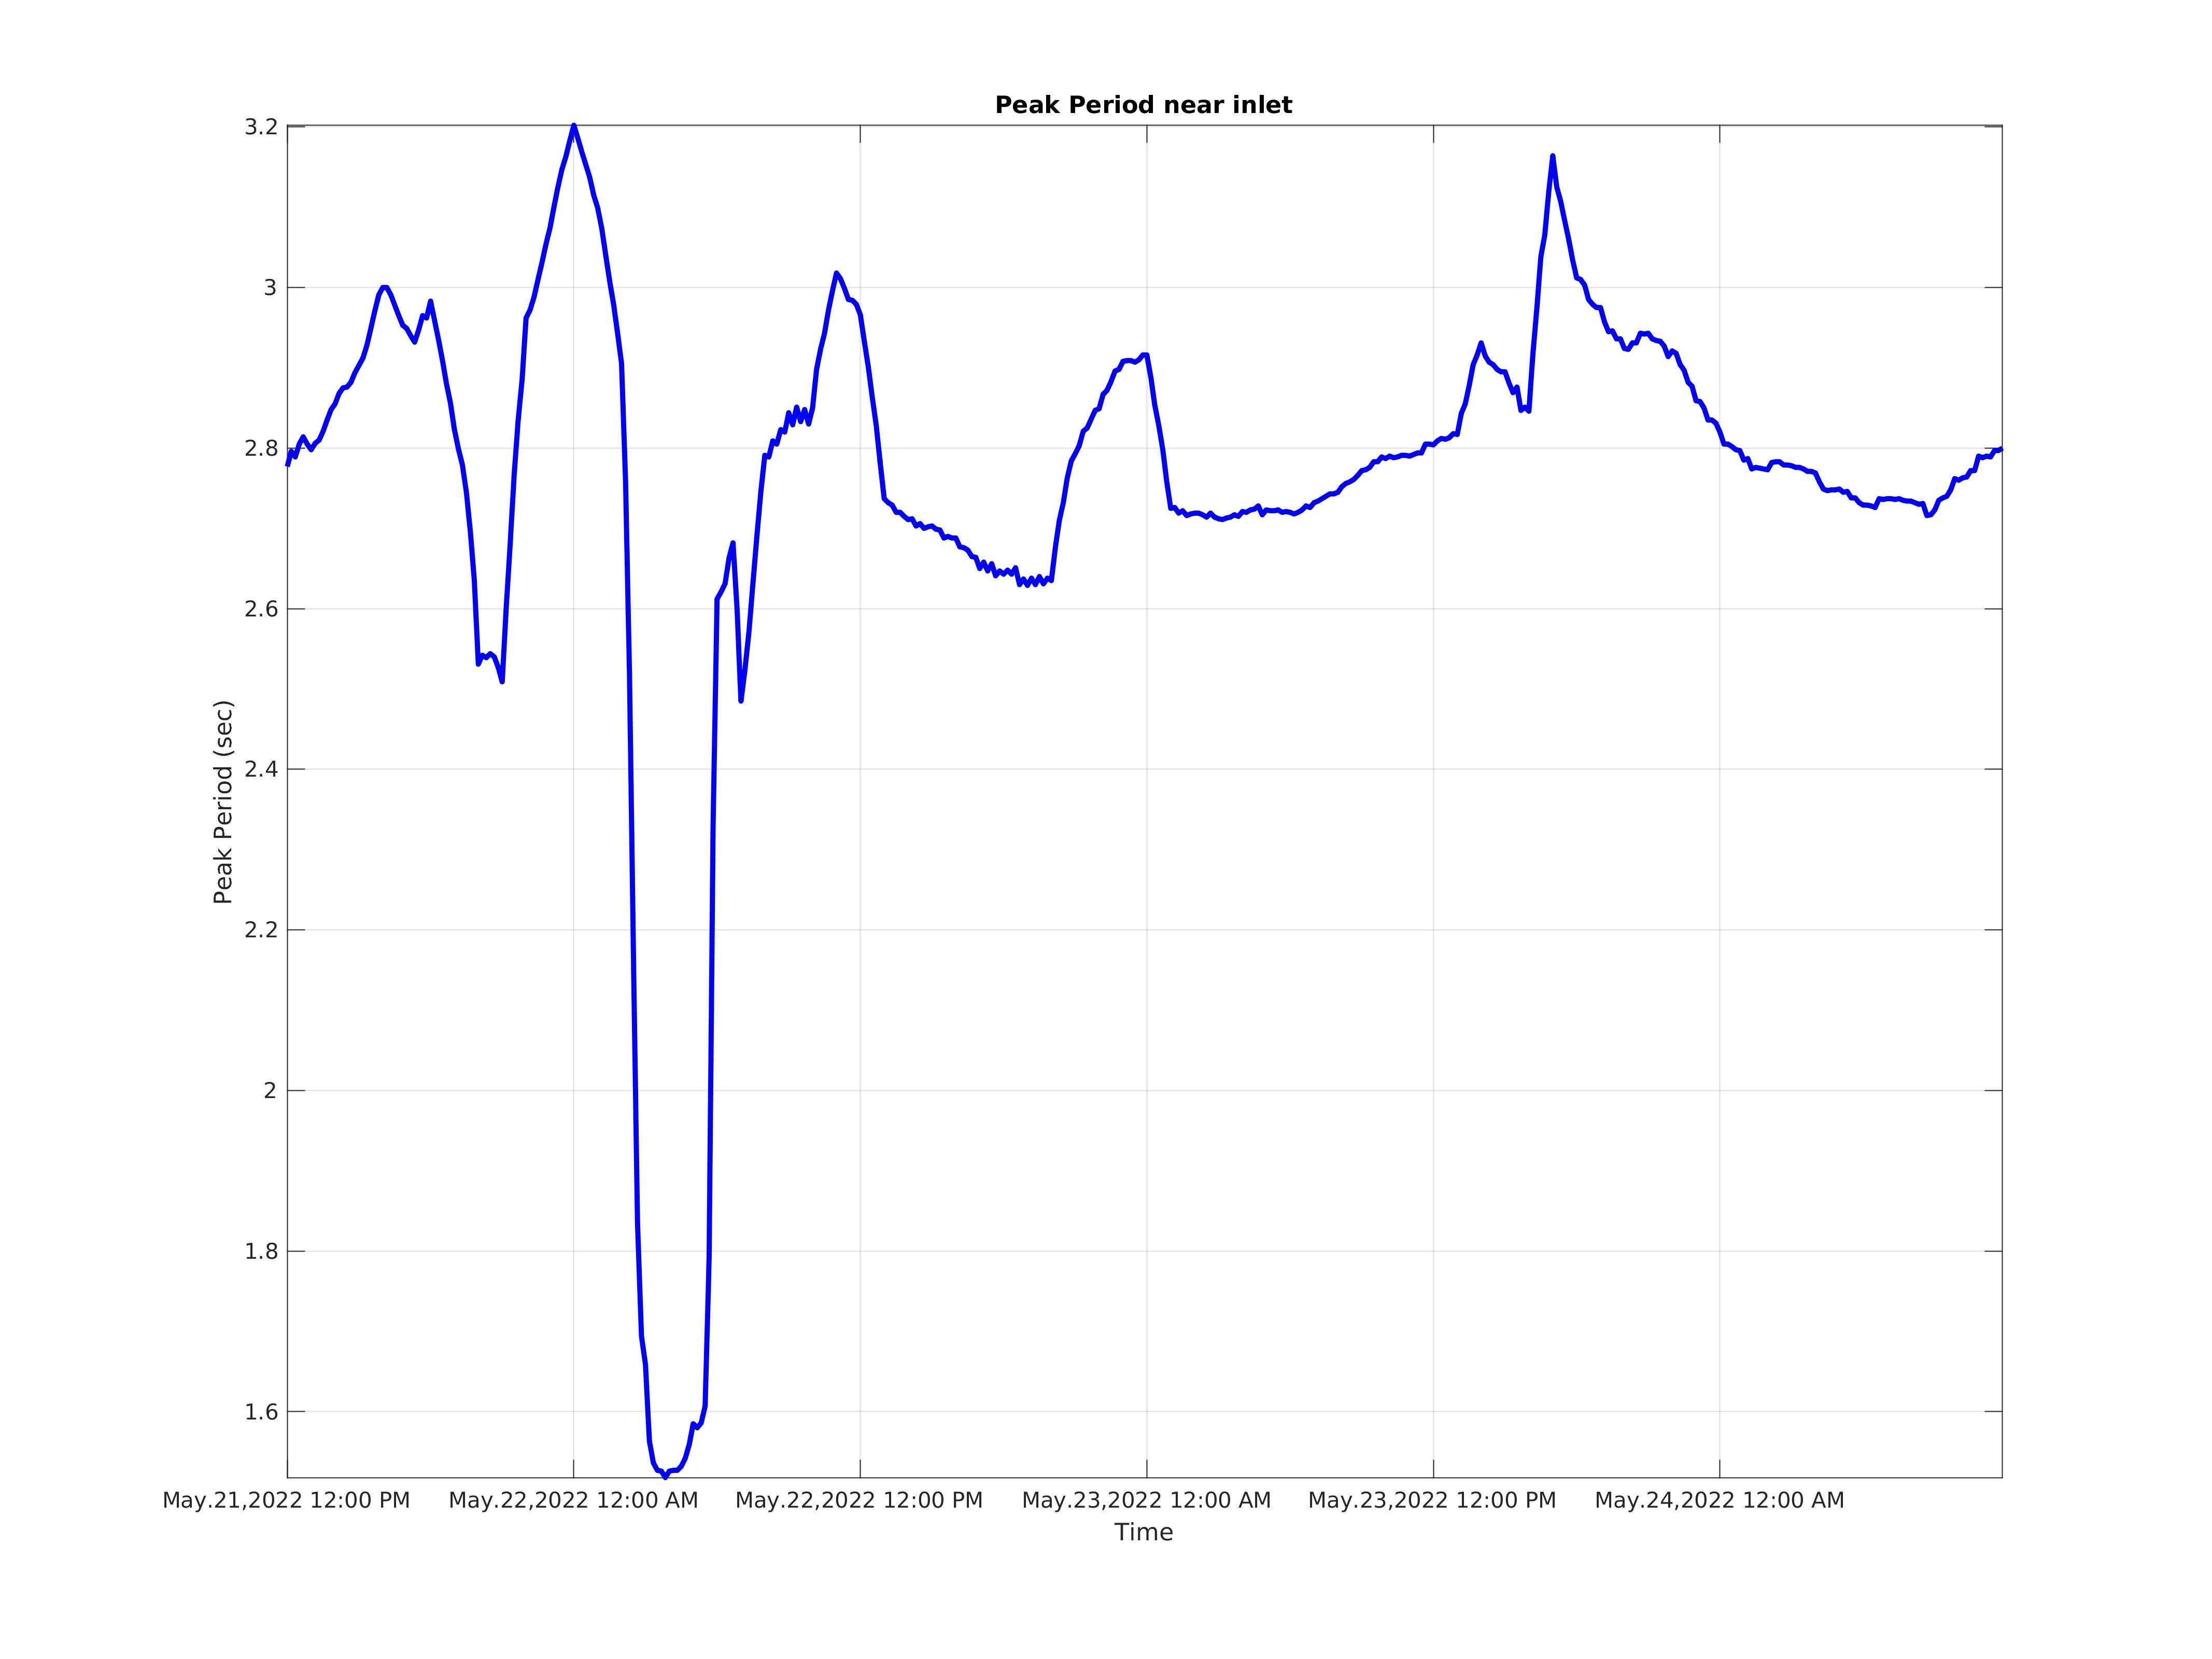 Peak Period near inlet
3.2
3
2.8
2.6
2.4
2.2
2
1.8
1.6
Peak Period (sec)
May.21,2022 12:00 PM
May.22,2022 12:00 AM
May.22,2022 12:00 PM
May.23,2022 12:00 AM
May.23,2022 12:00 PM
May.24,2022 12:00 AM
Time